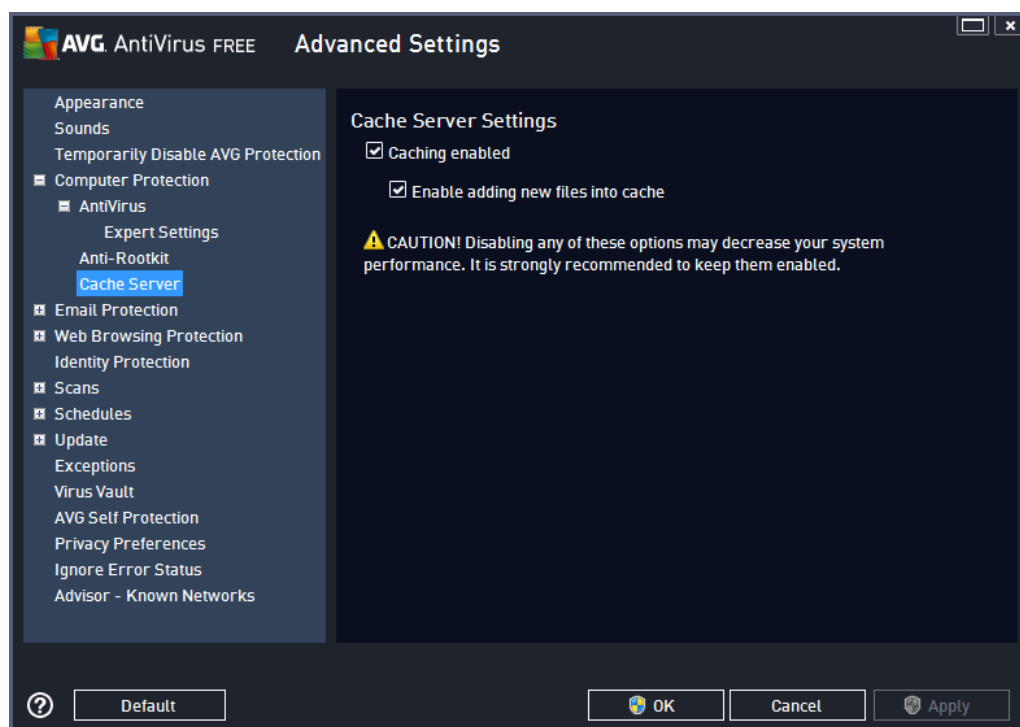 AVG. AntiVirus FREE Advanced Settings
Appearance
Sounds
Temporarily Disable AVG Protection
Computer Protection
AntiVirus
Expert Settings
Anti-Rootkit
Cache Server
Email Protection
Web Browsing Protection
Identity Protection
Scans
Schedules
Update
Exceptions
Virus Vault
AVG Self Protection
Privacy Preferences
Ignore Error Status
Advisor - Known Networks
Cache Server Settings
Caching enabled
Enable adding new files into cache
CAUTION! Disabling any of these options may decrease your system
performance. It is strongly recommended to keep them enabled.
? Default OK Cancel Apply